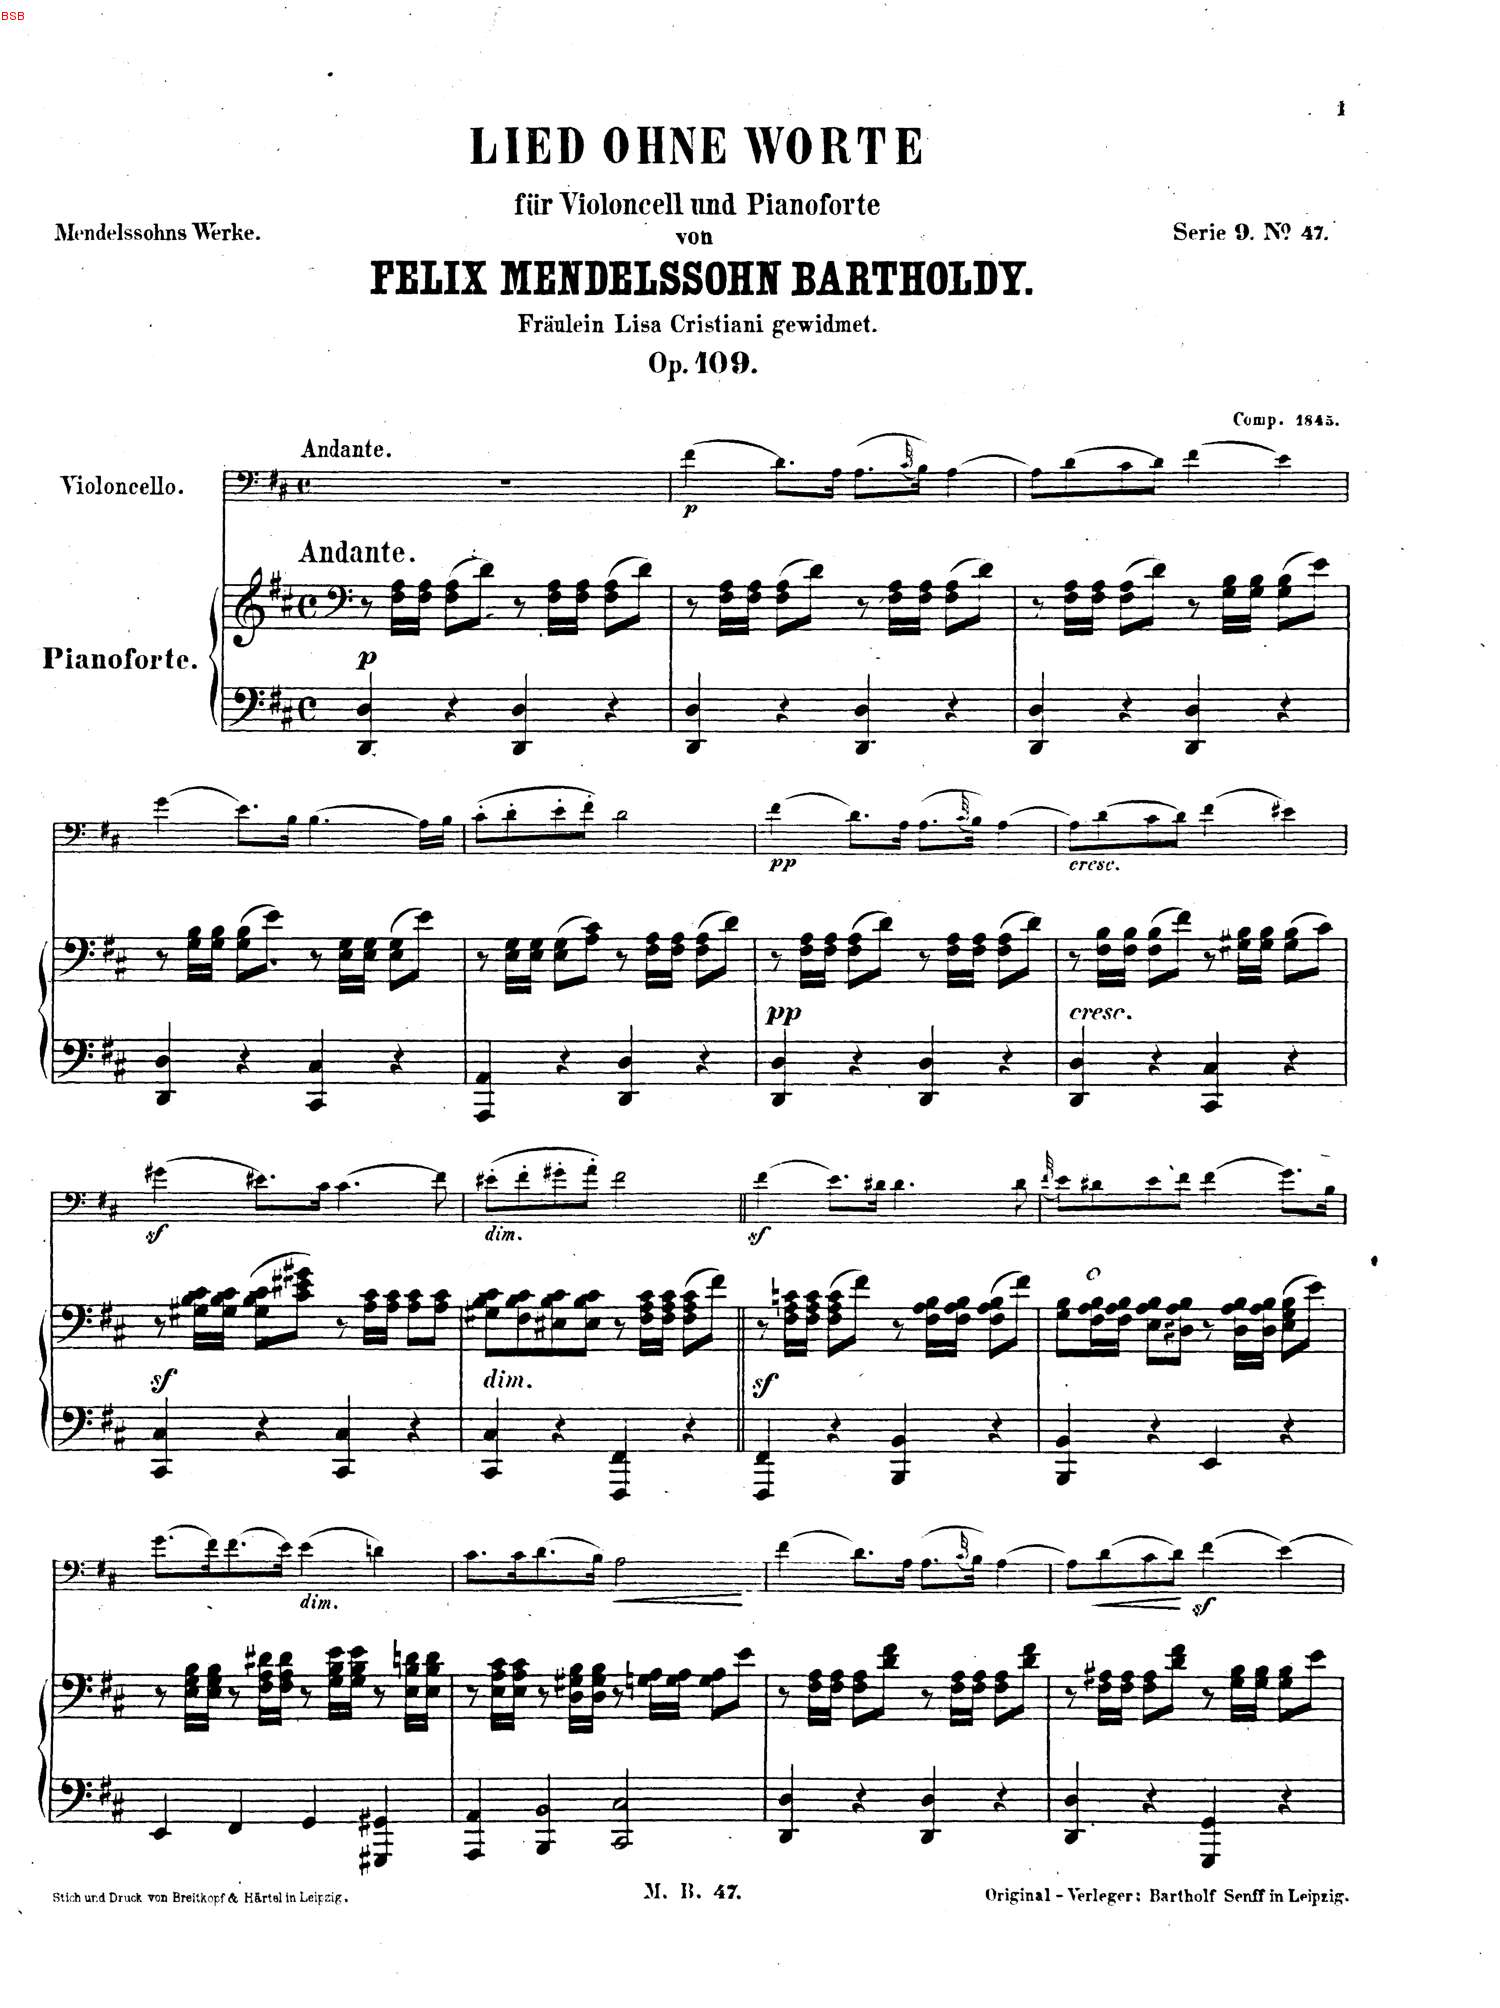 BSB
1
LIED OHNE WORTE
für Violoncell und Pianoforte
Mendelssohns Werke.
von
Serie 9. No. 47.
FELIX MENDELSSOHN BARTHOLDY.
Fräulein Lisa Cristiani gewidmet.
Op. 109.
Comp. 1845.
Andante.
Violoncello.
p
Andante.
Pianoforte.
p
pp
cresc.
pp
cresc.
sf
dim.
sf
sf
dim.
sf
dim.
sf
Stich und Druck von Breitkopf & Härtel in Leipzig.
M. B. 47.
Original-Verleger: Bartholf Senff in Leipzig.